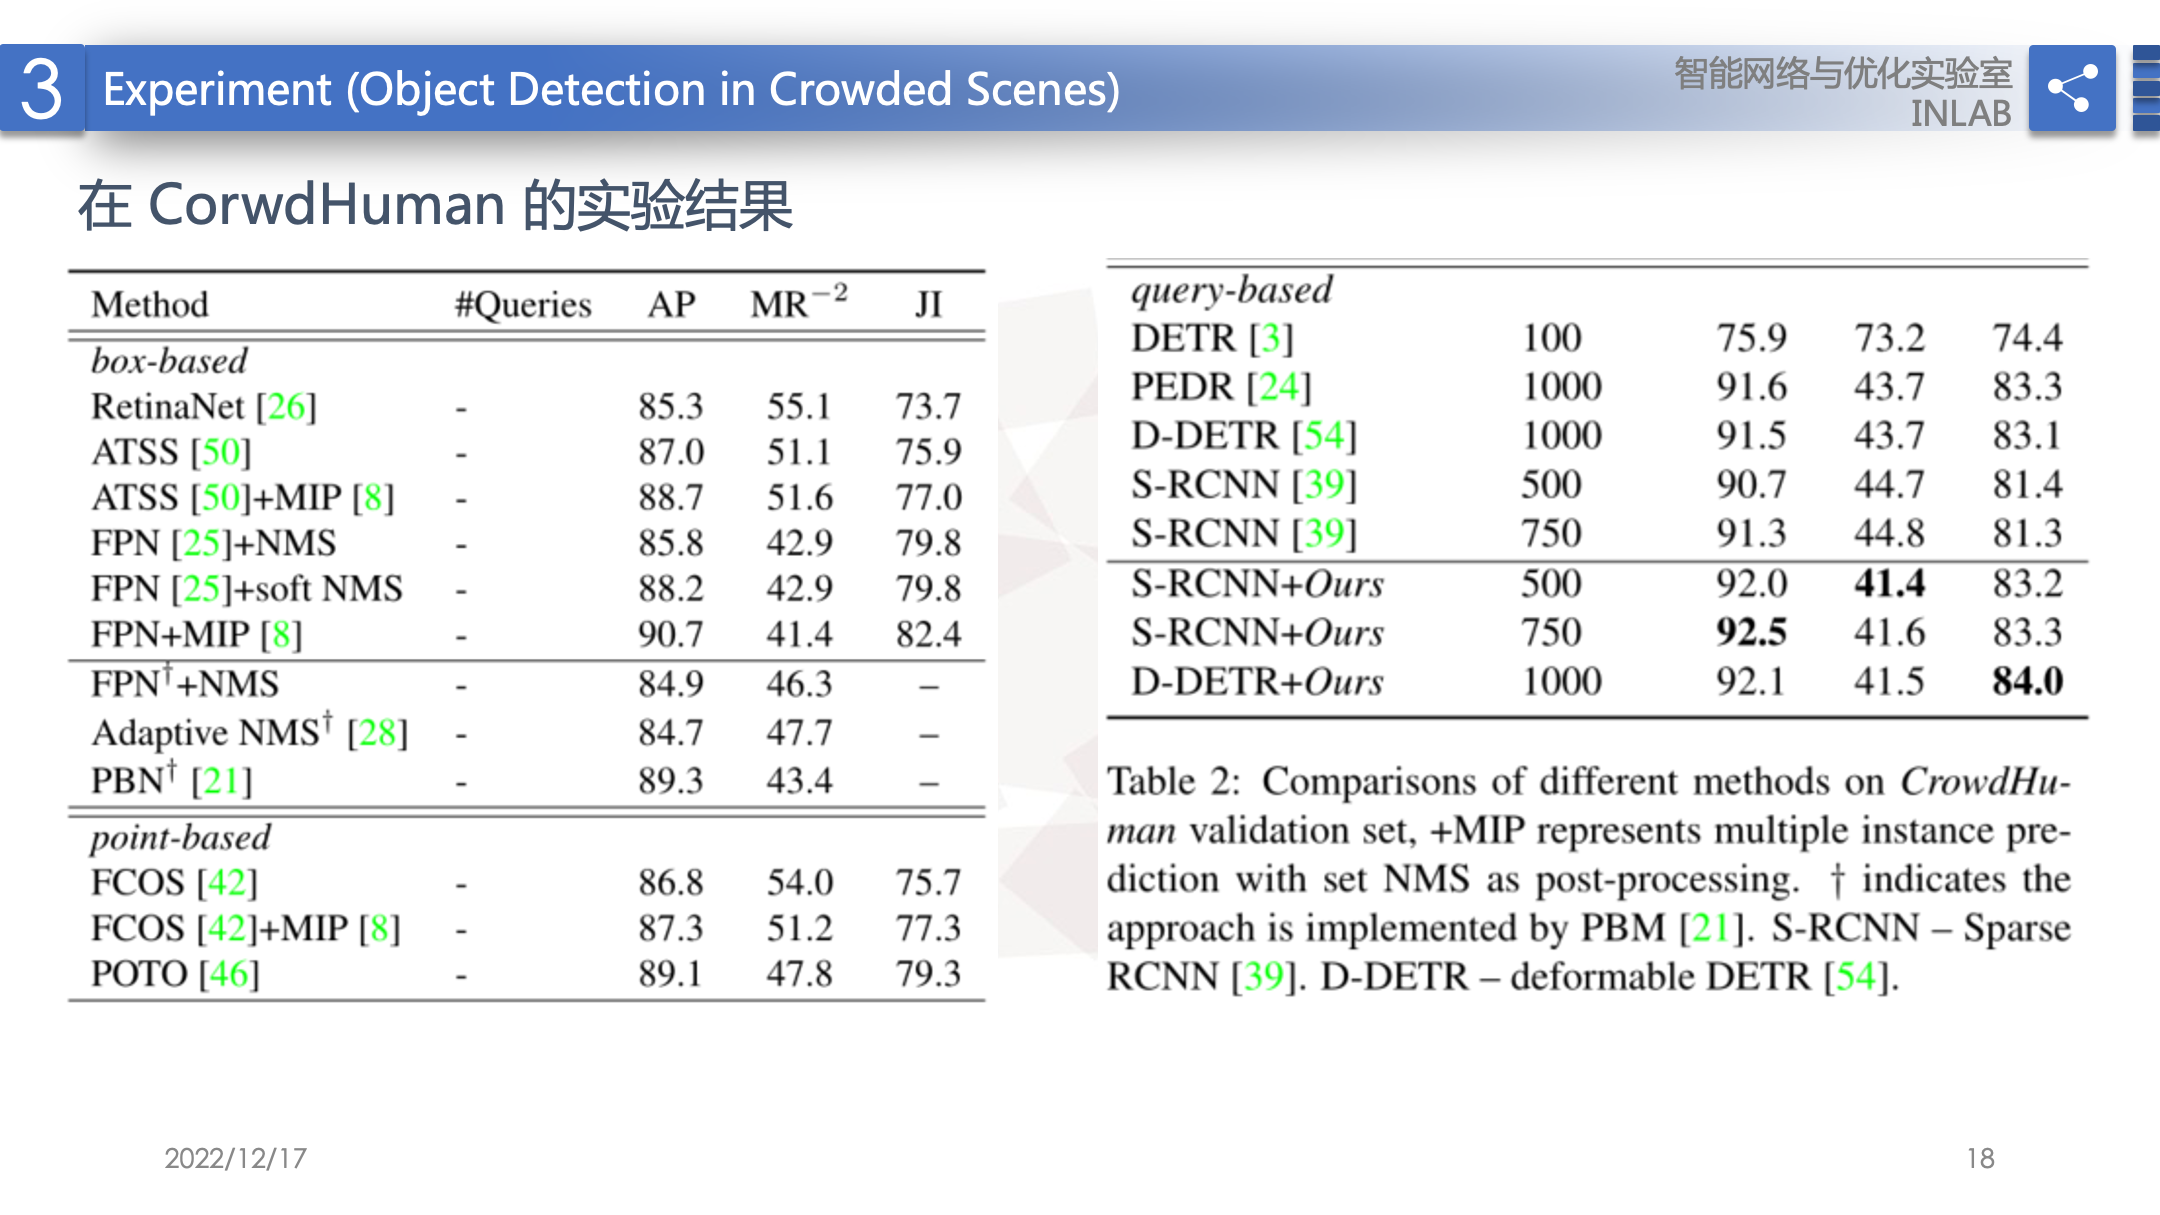 3
Experiment (Object Detection in Crowded Scenes)
智能网络与优化实验室
INLAB
在 CorwdHuman 的实验结果
Method #Queries AP MR−2 JI
box-based
RetinaNet [26] - 85.3 55.1 73.7
ATSS [50] - 87.0 51.1 75.9
ATSS [50]+MIP [8] - 88.7 51.6 77.0
FPN [25]+NMS - 85.8 42.9 79.8
FPN [25]+soft NMS - 88.2 42.9 79.8
FPN+MIP [8] - 90.7 41.4 82.4
FPN†+NMS - 84.9 46.3 –
Adaptive NMS† [28] - 84.7 47.7 –
PBN† [21] - 89.3 43.4 –
point-based
FCOS [42] - 86.8 54.0 75.7
FCOS [42]+MIP [8] - 87.3 51.2 77.3
POTO [46] - 89.1 47.8 79.3
query-based
DETR [3] 100 75.9 73.2 74.4
PEDR [24] 1000 91.6 43.7 83.3
D-DETR [54] 1000 91.5 43.7 83.1
S-RCNN [39] 500 90.7 44.7 81.4
S-RCNN [39] 750 91.3 44.8 81.3
S-RCNN+Ours 500 92.0 41.4 83.2
S-RCNN+Ours 750 92.5 41.6 83.3
D-DETR+Ours 1000 92.1 41.5 84.0
Table 2: Comparisons of different methods on CrowdHu-
man validation set, +MIP represents multiple instance pre-
diction with set NMS as post-processing. † indicates the
approach is implemented by PBM [21]. S-RCNN – Sparse
RCNN [39]. D-DETR – deformable DETR [54].
2022/12/17
18